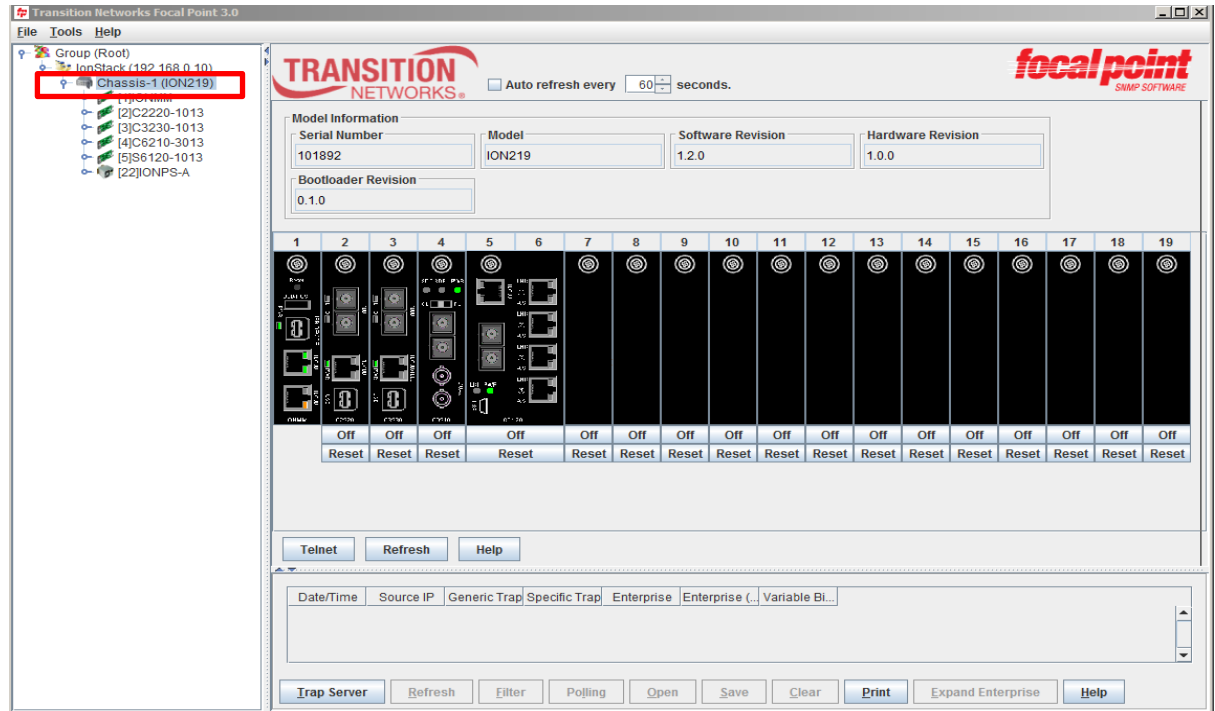 Transition Networks Focal Point 3.0
File Tools Help
Group (Root)
IonStack (192.168.0.10)
Chassis-1 (ION219)
[1]IONMM
[2]C2220-1013
[3]C3230-1013
[4]C6210-3013
[5]S6120-1013
[22]IONPS-A
TRANSITION
NETWORKS®
Auto refresh every 60 seconds.
focal point
SNMP SOFTWARE
Model Information
Serial Number Model Software Revision Hardware Revision
101892 ION219 1.2.0 1.0.0
Bootloader Revision
0.1.0
1 2 3 4 5 6 7 8 9 10 11 12 13 14 15 16 17 18 19
Off Off Off Off Off Off Off Off Off Off Off Off Off Off Off Off Off
Reset Reset Reset Reset Reset Reset Reset Reset Reset Reset Reset Reset Reset Reset Reset Reset Reset
Telnet Refresh Help
Date/Time Source IP Generic Trap Specific Trap Enterprise Enterprise (... Variable Bi...
Trap Server Refresh Filter Polling Open Save Clear Print Expand Enterprise Help